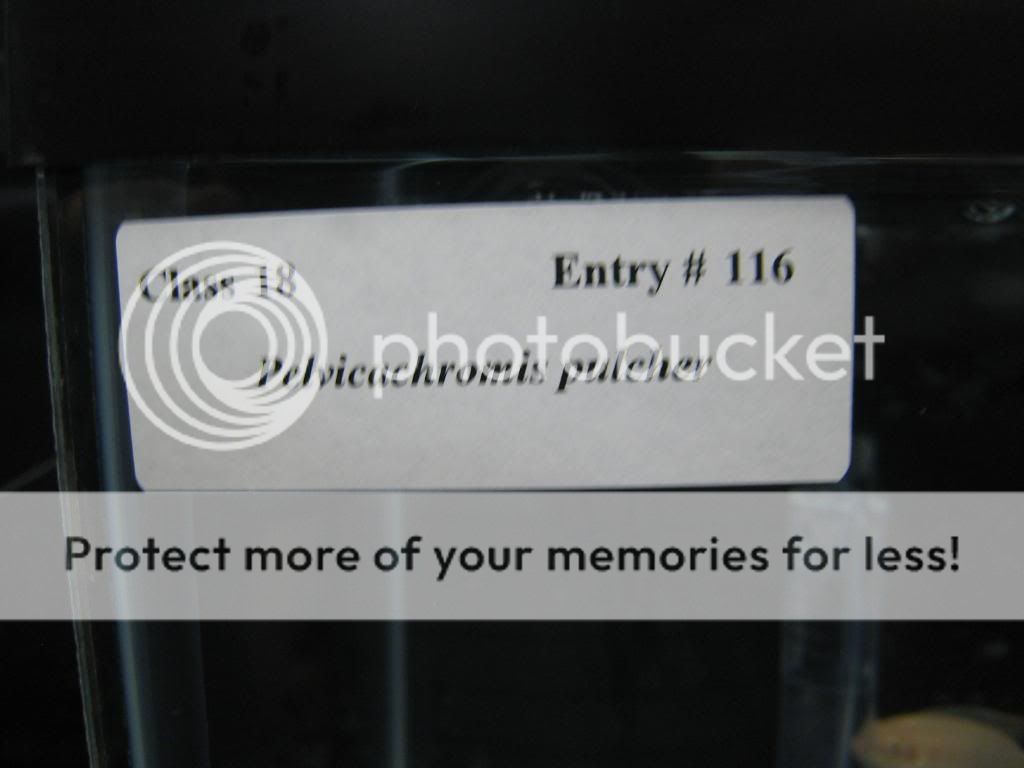 Class 18 Entry # 116
Pelvicachromis pulcher
photobucket
Protect more of your memories for less!